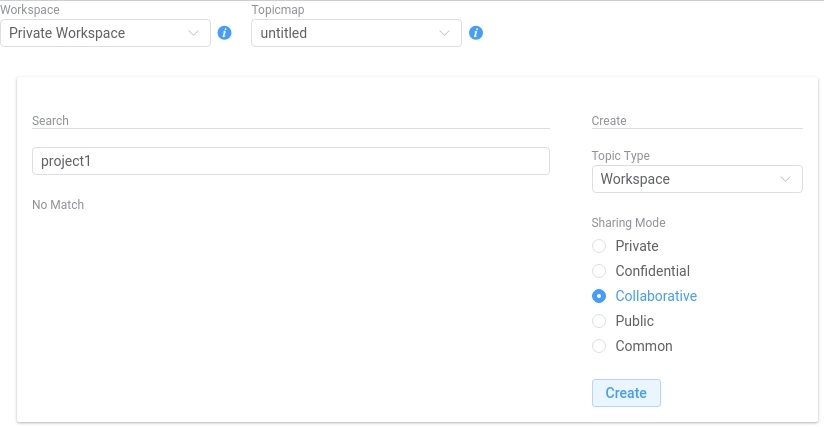 Workspace
Topicmap
Private Workspace
i
untitled
i
Search
Create
project1
Topic Type
Workspace
No Match
Sharing Mode
Private
Confidential
Collaborative
Public
Common
Create